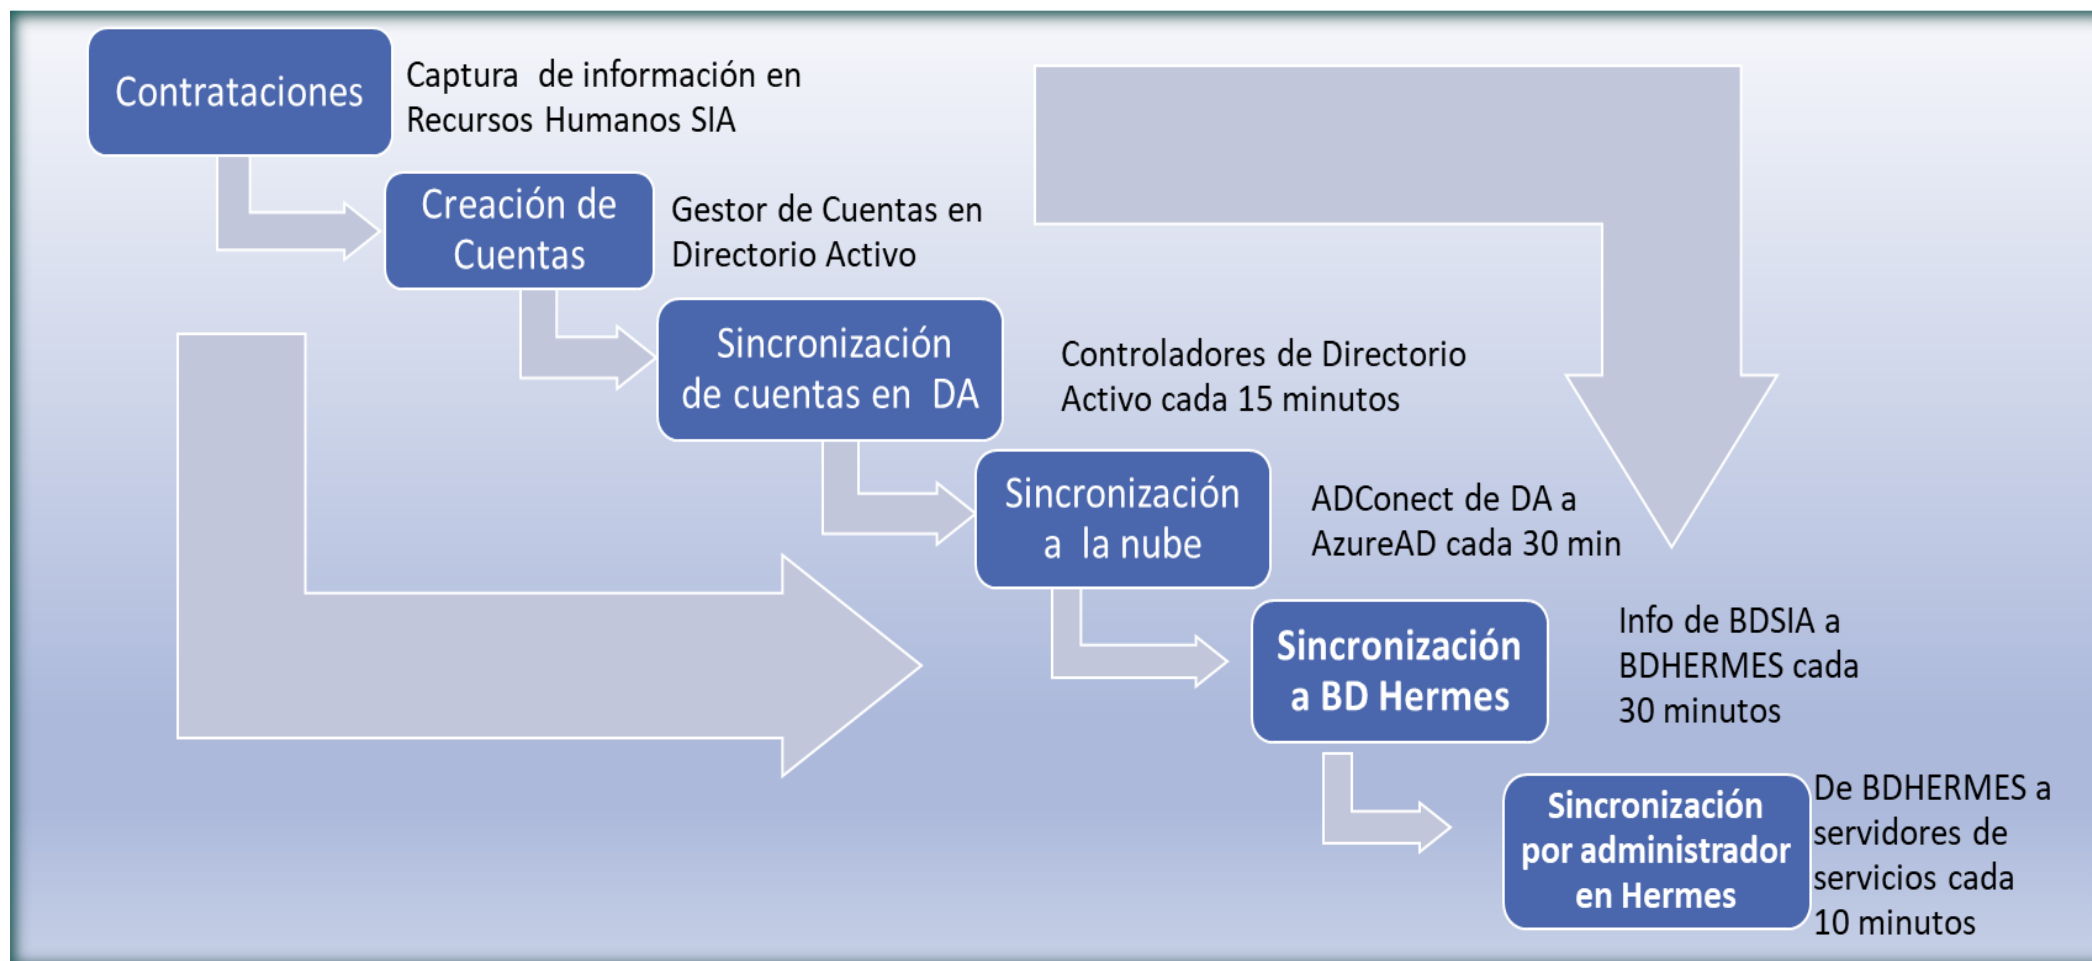 Contrataciones
Captura de información en
Recursos Humanos SIA
Creación de
Cuentas
Gestor de Cuentas en
Directorio Activo
Sincronización
de cuentas en DA
Controladores de Directorio
Activo cada 15 minutos
Sincronización
a la nube
ADConect de DA a
AzureAD cada 30 min
Sincronización
a BD Hermes
Info de BDSIA a
BDHERMES cada
30 minutos
Sincronización
por administrador
en Hermes
De BDHERMES a
servidores de
servicios cada
10 minutos